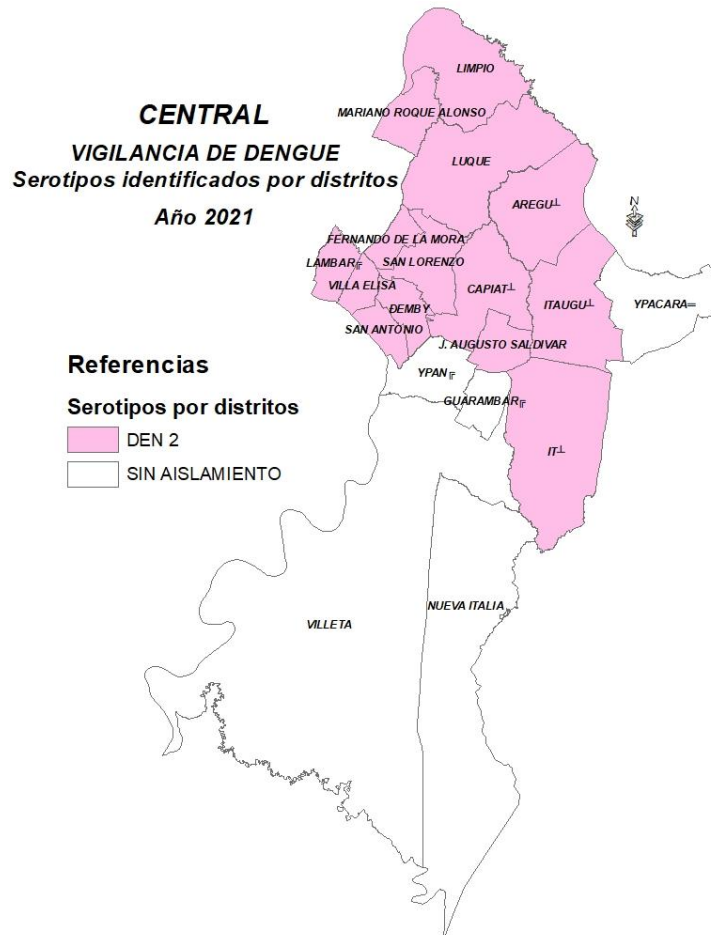 CENTRAL
VIGILANCIA DE DENGUE
Serotipos identificados por distritos
Año 2021
LIMPIO
MARIANO ROQUE ALONSO
LUQUE
AREGU┴
N
FERNANDO DE LA MORA
LAMBAR╔
SAN LORENZO
VILLA ELISA
CAPIAT┴
ITAUGU┴
YPACARA═
ĐEMBY
SAN ANTONIO
J. AUGUSTO SALDIVAR
YPAN╔
GUARAMBAR╔
IT┴
Referencias
Serotipos por distritos
DEN 2
SIN AISLAMIENTO
NUEVA ITALIA
VILLETA